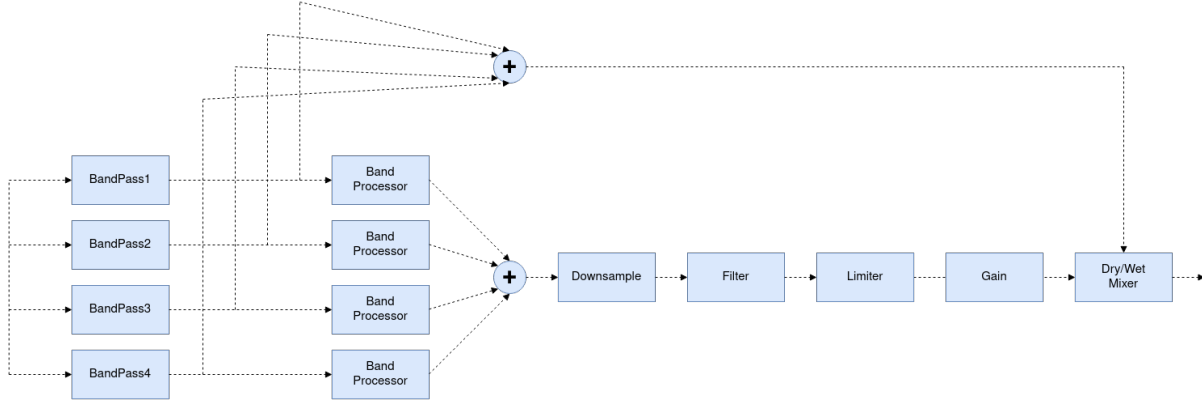 +
BandPass1
Band
Processor
BandPass2
Band
Processor
BandPass3
Band
Processor
BandPass4
Band
Processor
+
Downsample
Filter
Limiter
Gain
Dry/Wet
Mixer